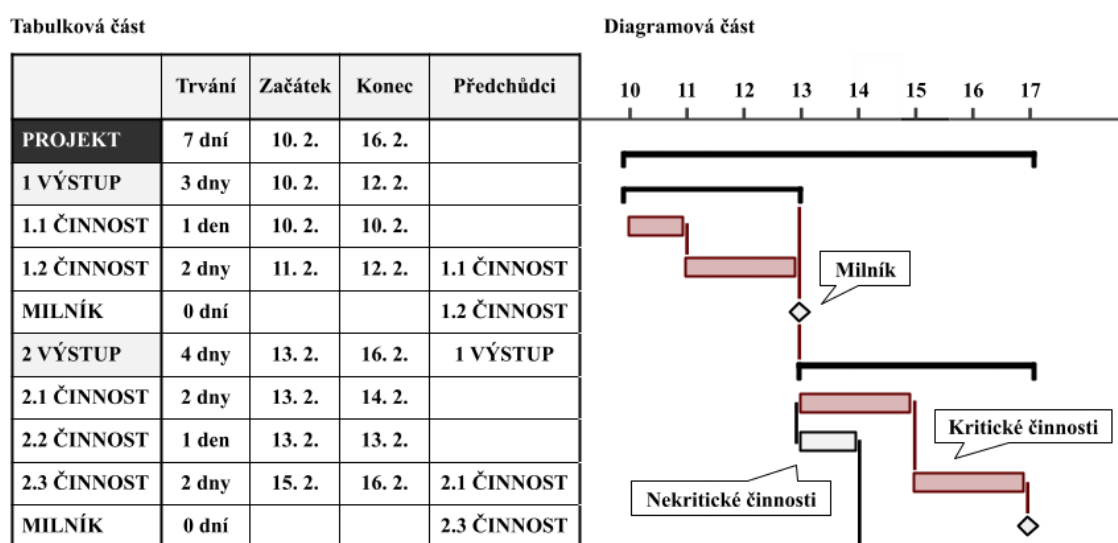 Tabulková část
Diagramová část
Trvání Začátek Konec Předchůdci
10 11 12 13 14 15 16 17
PROJEKT 7 dní 10. 2. 16. 2.
1 VÝSTUP 3 dny 10. 2. 12. 2.
1.1 ČINNOST 1 den 10. 2. 10. 2.
1.2 ČINNOST 2 dny 11. 2. 12. 2. 1.1 ČINNOST
Milník
MILNÍK 0 dní 1.2 ČINNOST
2 VÝSTUP 4 dny 13. 2. 16. 2. 1 VÝSTUP
2.1 ČINNOST 2 dny 13. 2. 14. 2.
Kritické činnosti
2.2 ČINNOST 1 den 13. 2. 13. 2.
2.3 ČINNOST 2 dny 15. 2. 16. 2. 2.1 ČINNOST
Nekritické činnosti
MILNÍK 0 dní 2.3 ČINNOST